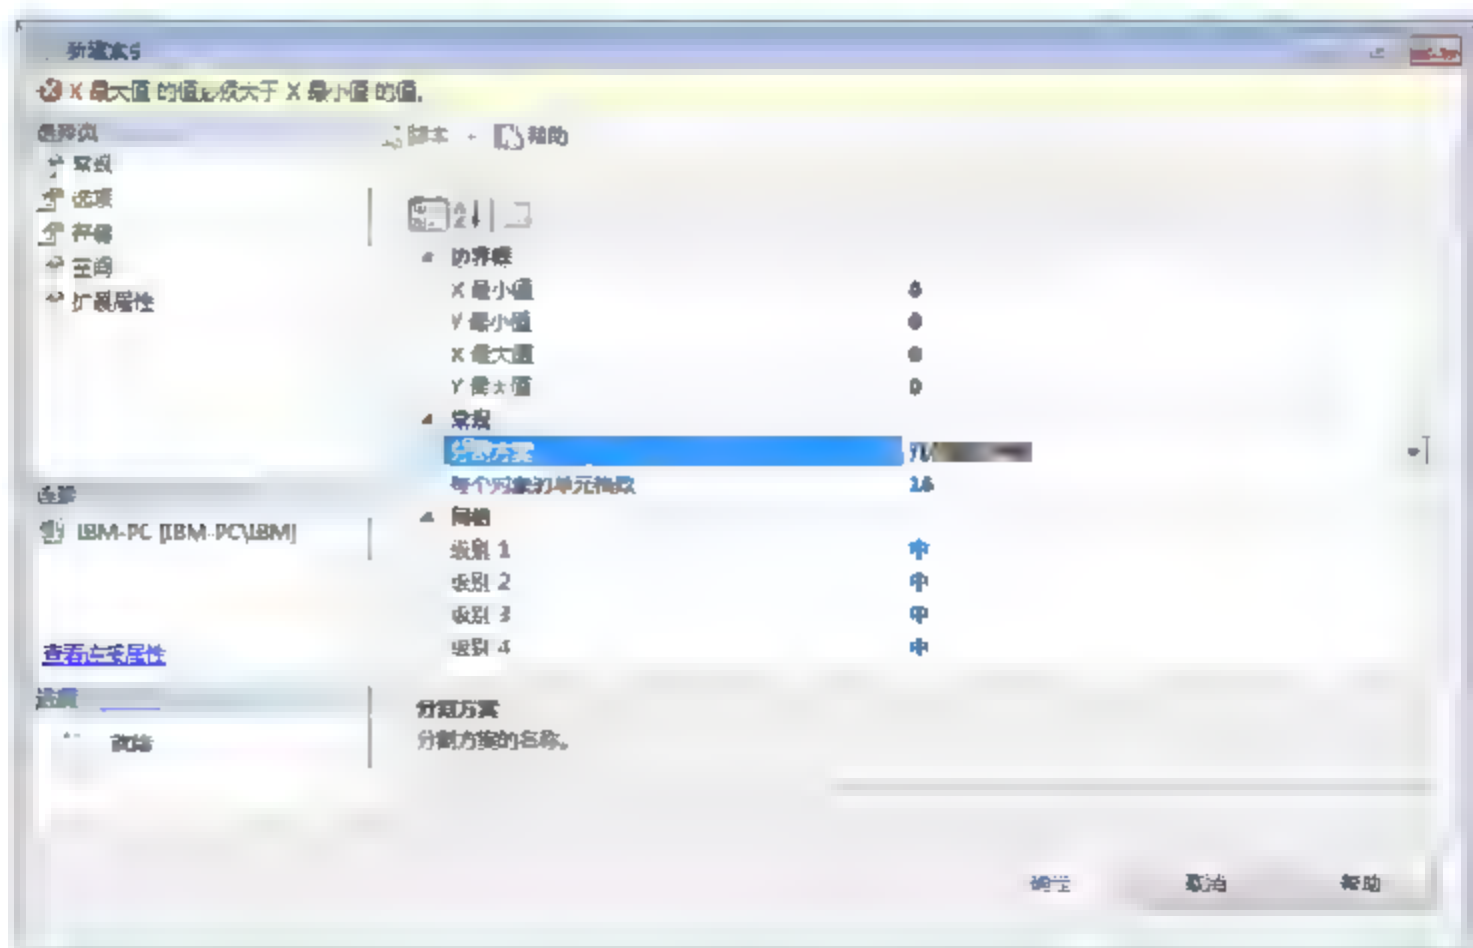 新建索引
X 最大值 的值必须大于 X 最小值 的值。
选择页
常规
选项
存储
空间
扩展属性
脚本
帮助
边界框
X 最小值 0
Y 最小值 0
X 最大值 0
Y 最大值 0
常规
分割方案 几
每个对象的单元格数 16
网格
级别 1 中
级别 2 中
级别 3 中
级别 4 中
连接
IBM-PC [IBM-PC\IBM]
查看连接属性
进度
就绪
分割方案
分割方案的名称。
确定
取消
帮助